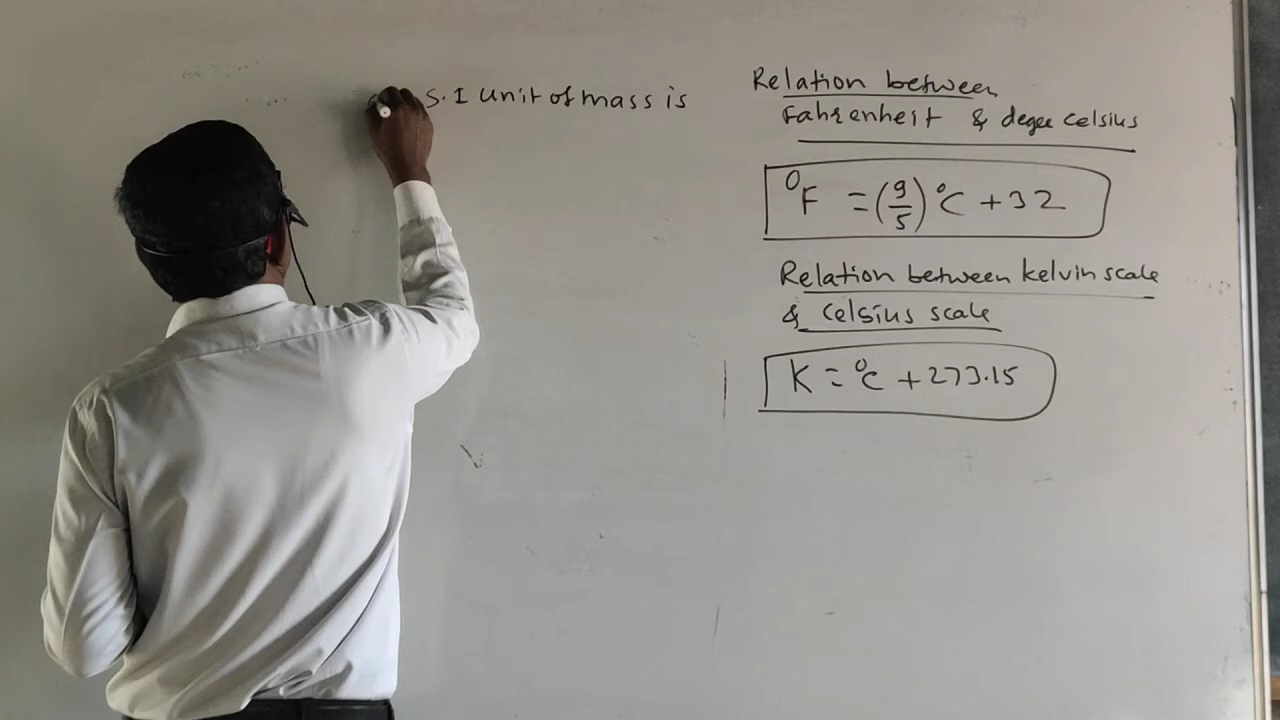 S.I Unit of mass is
Relation between
Fahrenheit & degee celsius
°F = (9/5) °C + 32
Relation between kelvin scale
& celsius scale
K = °C + 273.15